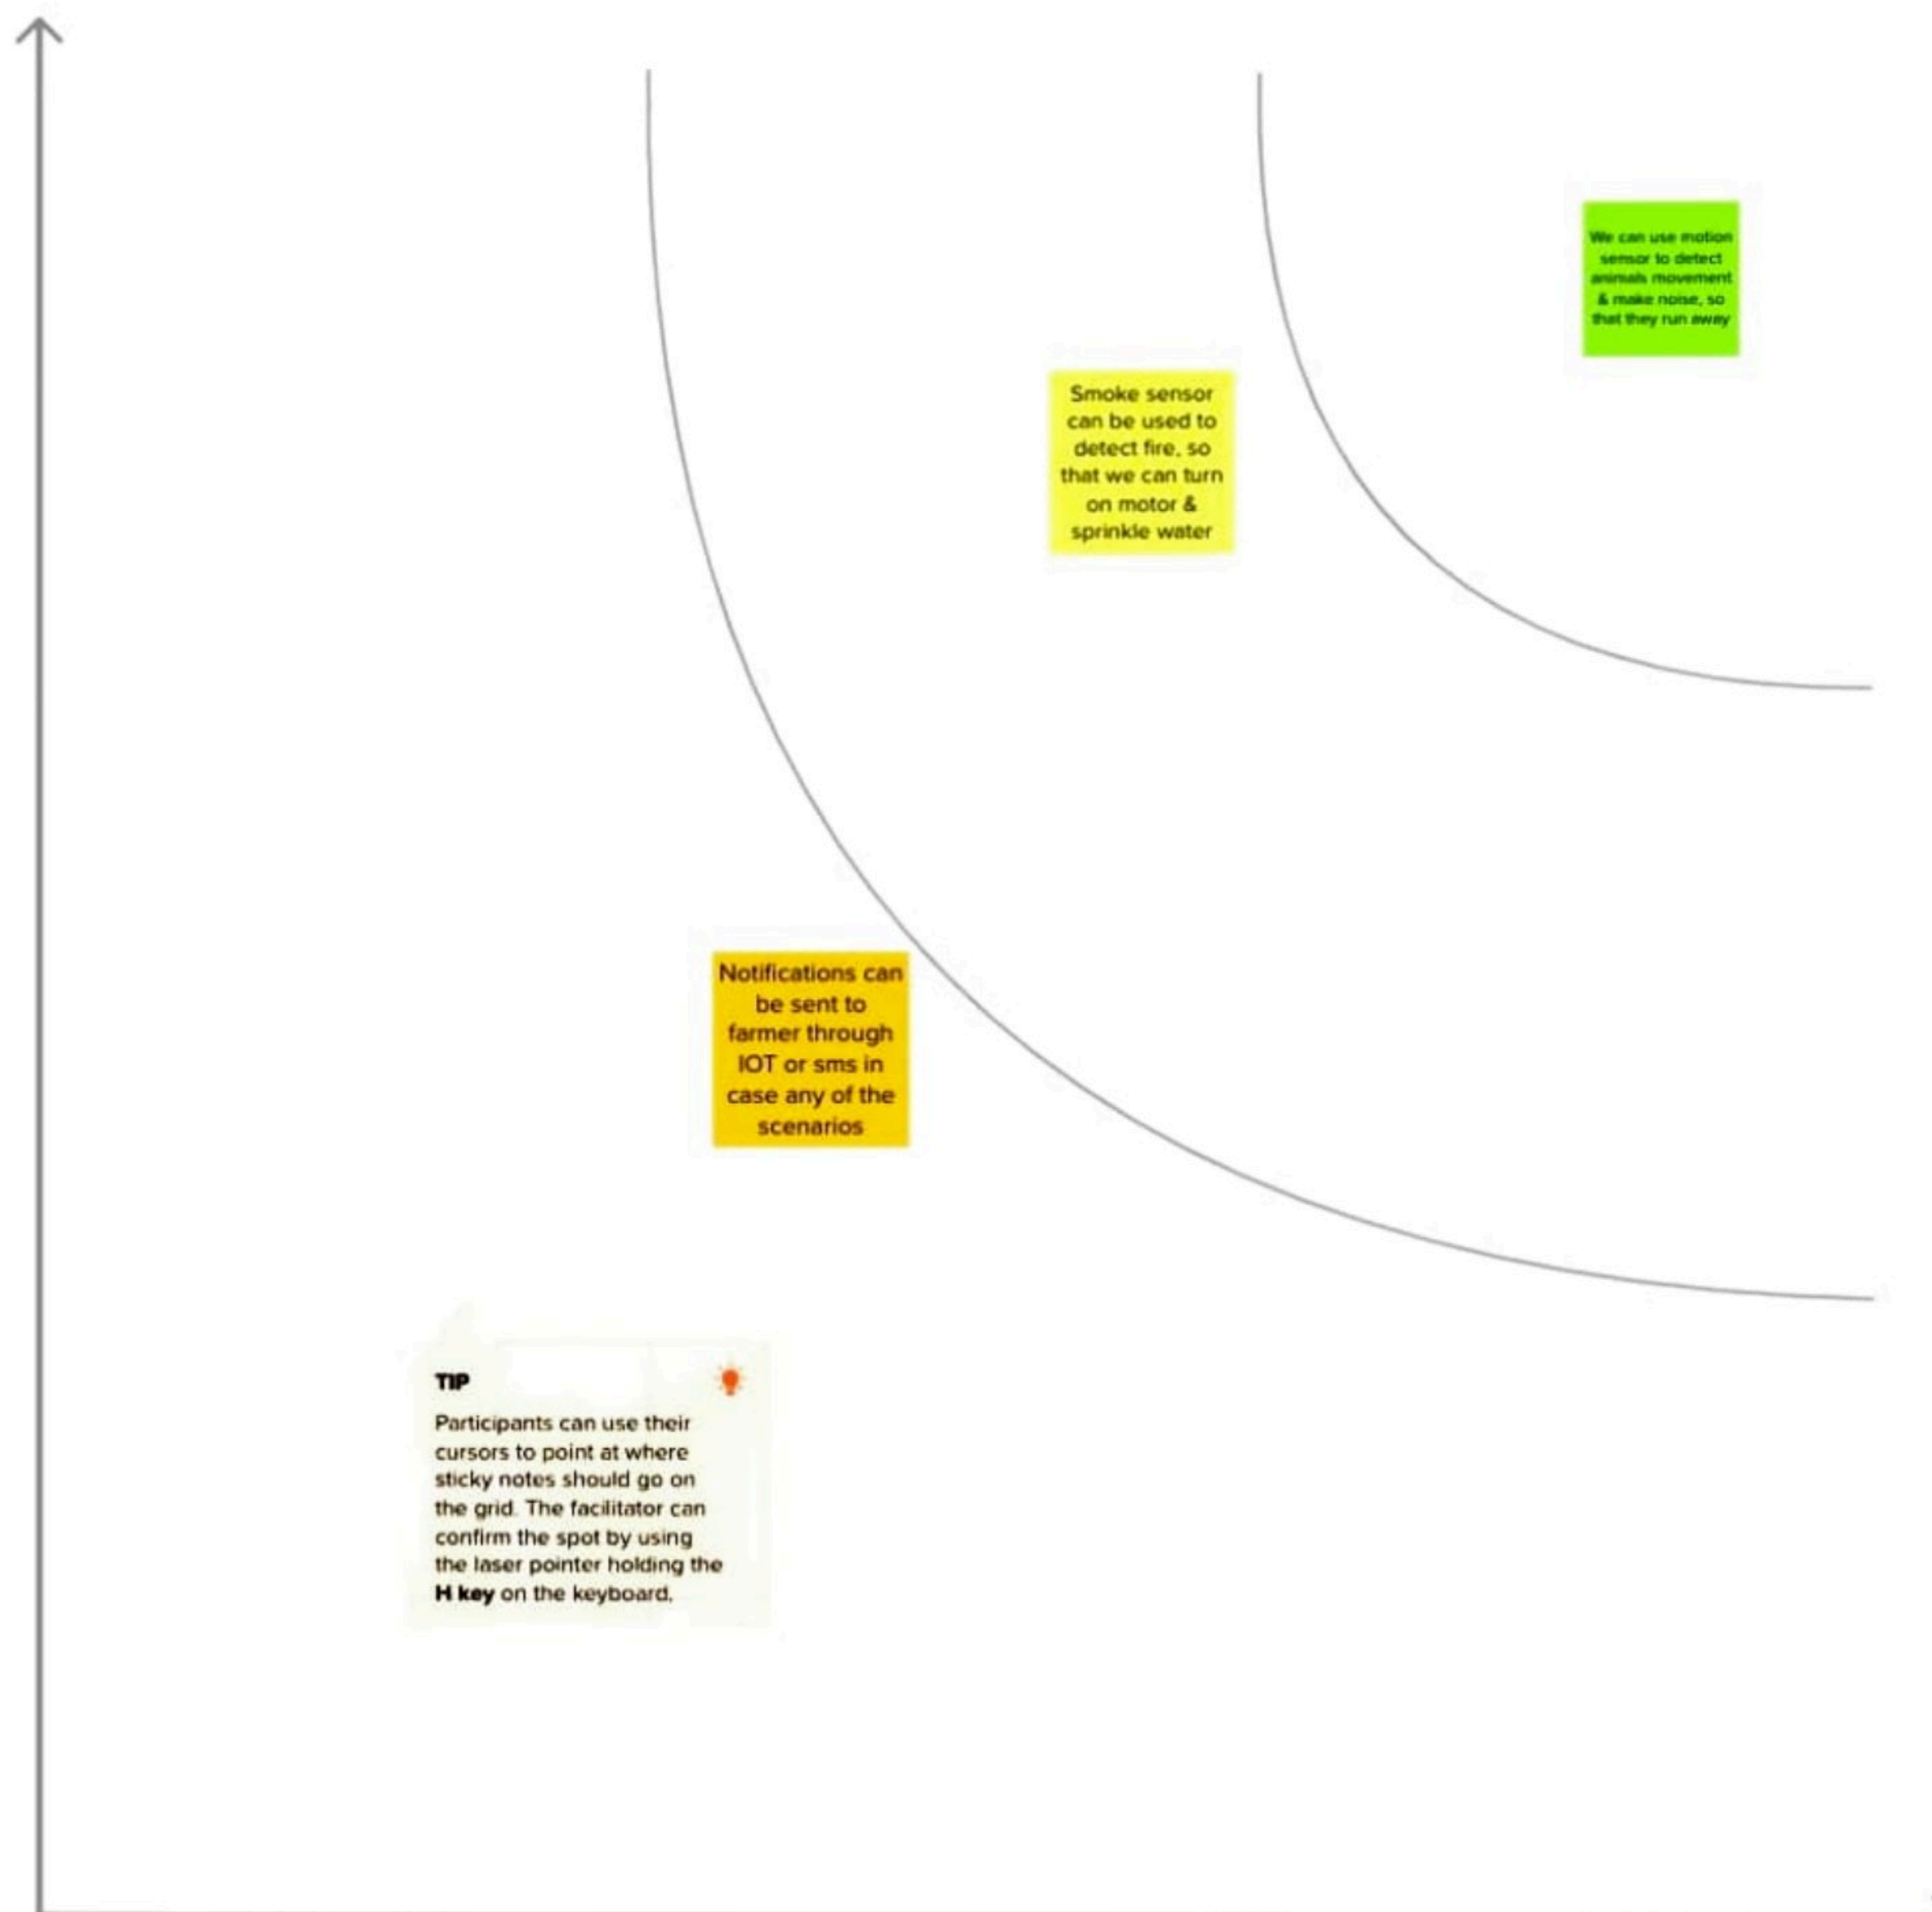 We can use motion
sensor to detect
animals movement
& make noise, so
that they run away
Smoke sensor
can be used to
detect fire, so
that we can turn
on motor &
sprinkle water
Notifications can
be sent to
farmer through
IOT or sms in
case any of the
scenarios
TIP
Participants can use their
cursors to point at where
sticky notes should go on
the grid. The facilitator can
confirm the spot by using
the laser pointer holding the
H key on the keyboard.